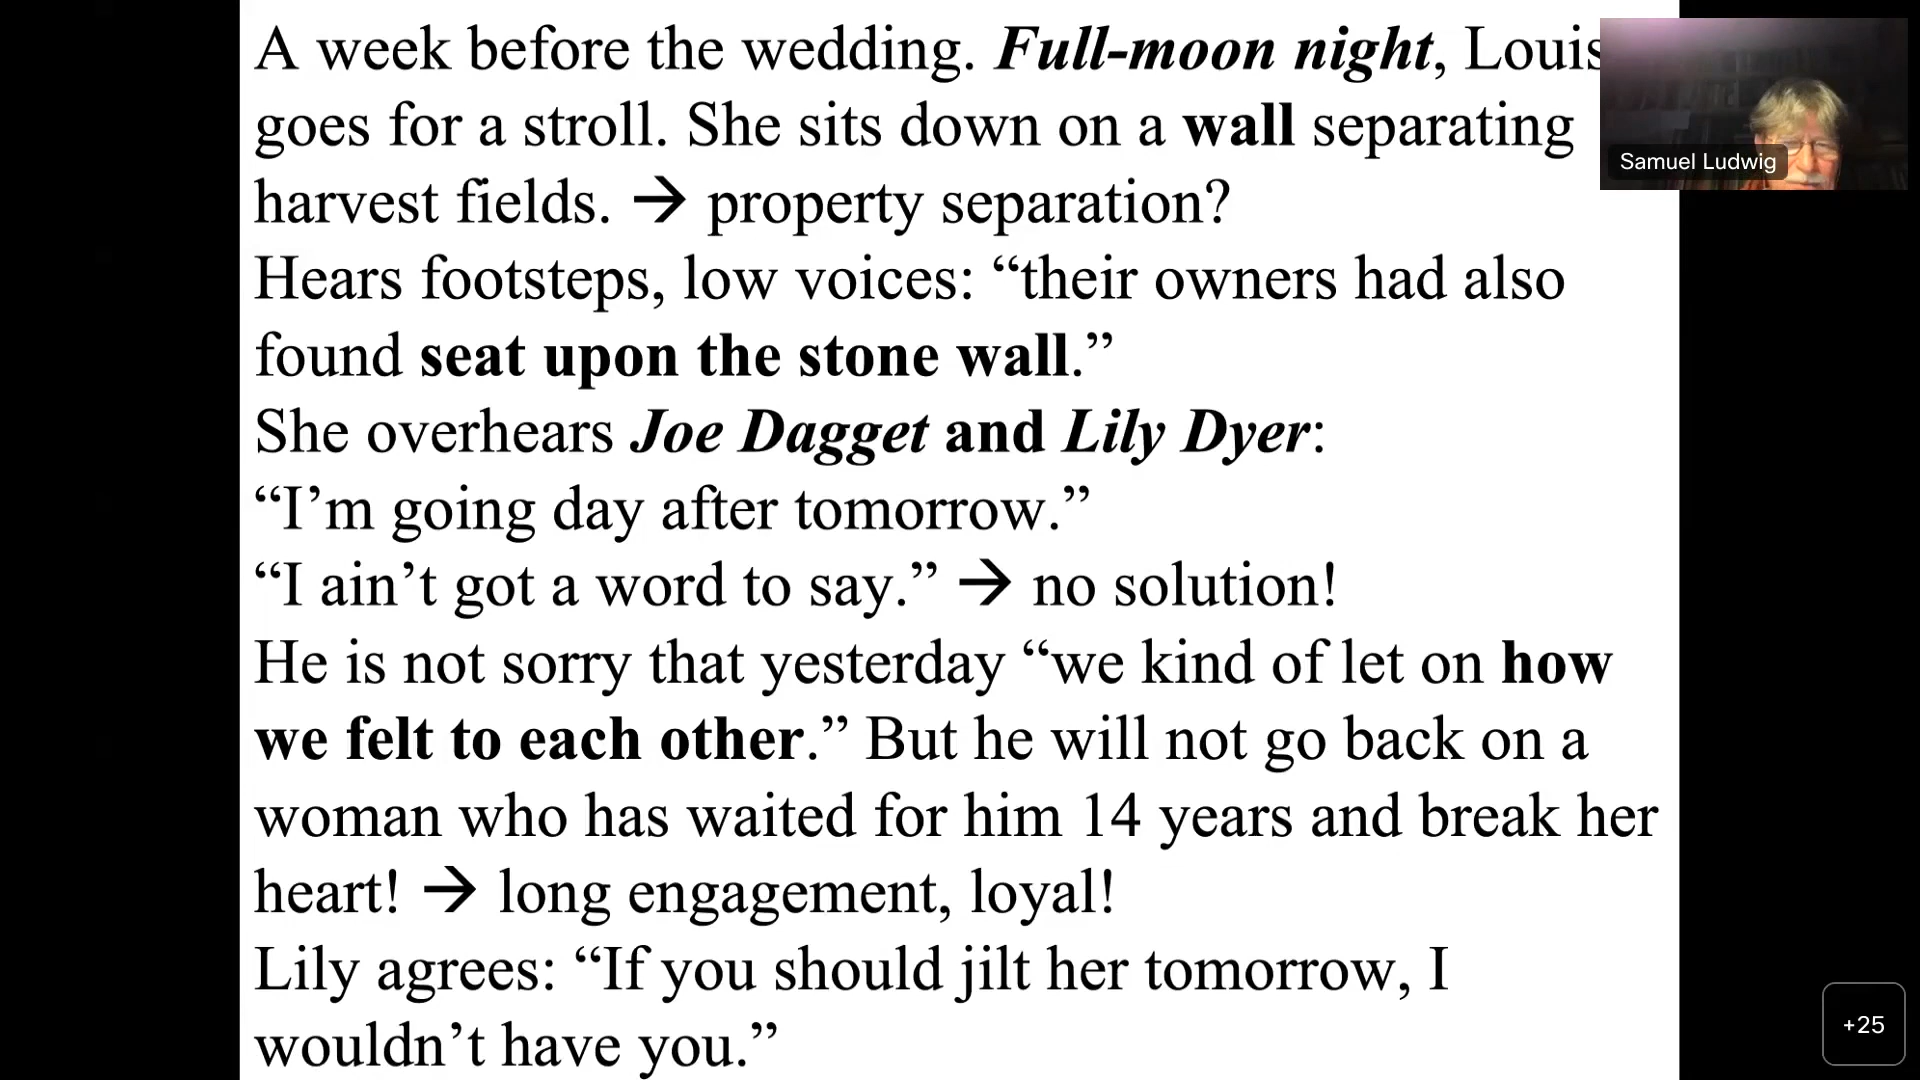 A week before the wedding. Full-moon night, Louis
goes for a stroll. She sits down on a wall separating
harvest fields. → property separation?
Hears footsteps, low voices: “their owners had also
found seat upon the stone wall.”
She overhears Joe Dagget and Lily Dyer:
“I’m going day after tomorrow.”
“I ain’t got a word to say.” → no solution!
He is not sorry that yesterday “we kind of let on how
we felt to each other.” But he will not go back on a
woman who has waited for him 14 years and break her
heart! → long engagement, loyal!
Lily agrees: “If you should jilt her tomorrow, I
wouldn’t have you.”
Samuel Ludwig
+25